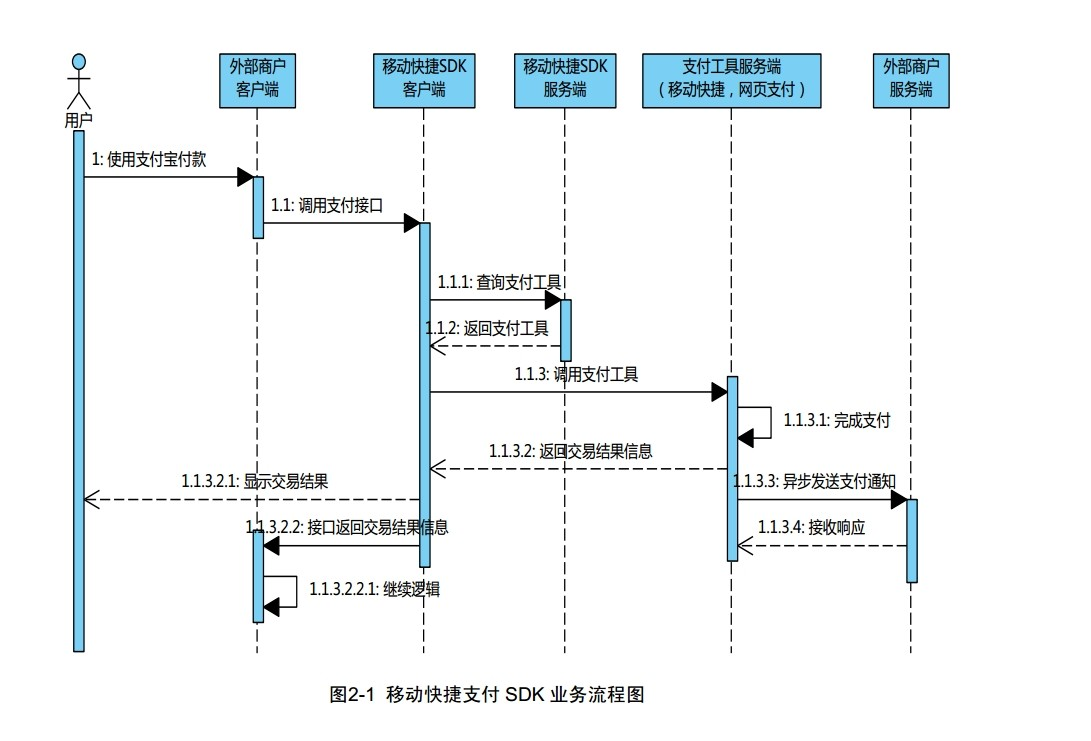 外部商户
客户端
移动快捷SDK
客户端
移动快捷SDK
服务端
支付工具服务端
（移动快捷，网页支付）
外部商户
服务端
用户
1: 使用支付宝付款
1.1: 调用支付接口
1.1.1: 查询支付工具
1.1.2: 返回支付工具
1.1.3: 调用支付工具
1.1.3.1: 完成支付
1.1.3.2: 返回交易结果信息
1.1.3.2.1: 显示交易结果
1.1.3.3: 异步发送支付通知
1.1.3.2.2: 接口返回交易结果信息
1.1.3.4: 接收响应
1.1.3.2.2.1: 继续逻辑
图2-1 移动快捷支付 SDK 业务流程图